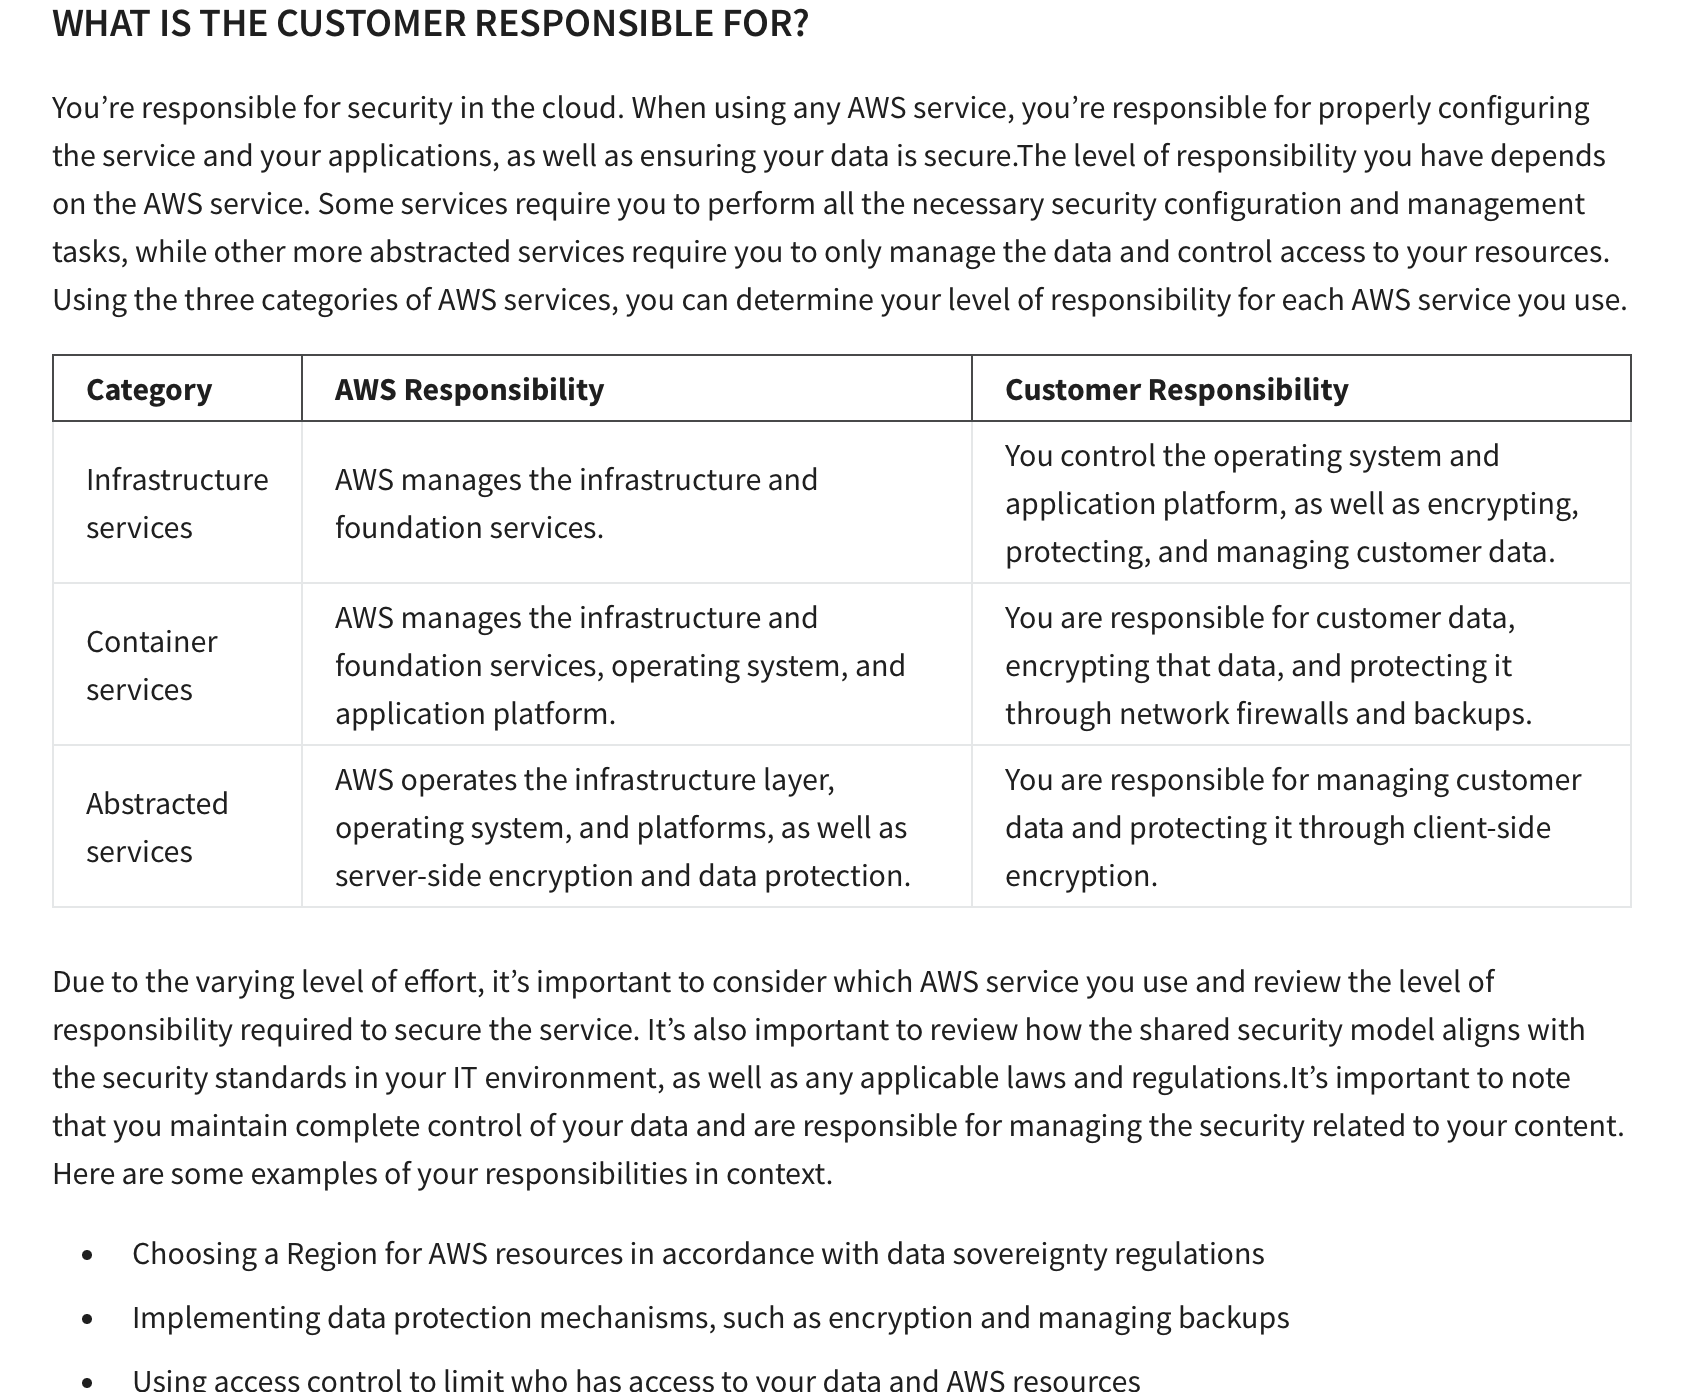 WHAT IS THE CUSTOMER RESPONSIBLE FOR?
You’re responsible for security in the cloud. When using any AWS service, you’re responsible for properly configuring
the service and your applications, as well as ensuring your data is secure.The level of responsibility you have depends
on the AWS service. Some services require you to perform all the necessary security configuration and management
tasks, while other more abstracted services require you to only manage the data and control access to your resources.
Using the three categories of AWS services, you can determine your level of responsibility for each AWS service you use.
Category
AWS Responsibility
Customer Responsibility
Infrastructure
services
AWS manages the infrastructure and
foundation services.
You control the operating system and
application platform, as well as encrypting,
protecting, and managing customer data.
Container
services
AWS manages the infrastructure and
foundation services, operating system, and
application platform.
You are responsible for customer data,
encrypting that data, and protecting it
through network firewalls and backups.
Abstracted
services
AWS operates the infrastructure layer,
operating system, and platforms, as well as
server-side encryption and data protection.
You are responsible for managing customer
data and protecting it through client-side
encryption.
Due to the varying level of effort, it’s important to consider which AWS service you use and review the level of
responsibility required to secure the service. It’s also important to review how the shared security model aligns with
the security standards in your IT environment, as well as any applicable laws and regulations.It’s important to note
that you maintain complete control of your data and are responsible for managing the security related to your content.
Here are some examples of your responsibilities in context.
• Choosing a Region for AWS resources in accordance with data sovereignty regulations
• Implementing data protection mechanisms, such as encryption and managing backups
• Using access control to limit who has access to your data and AWS resources